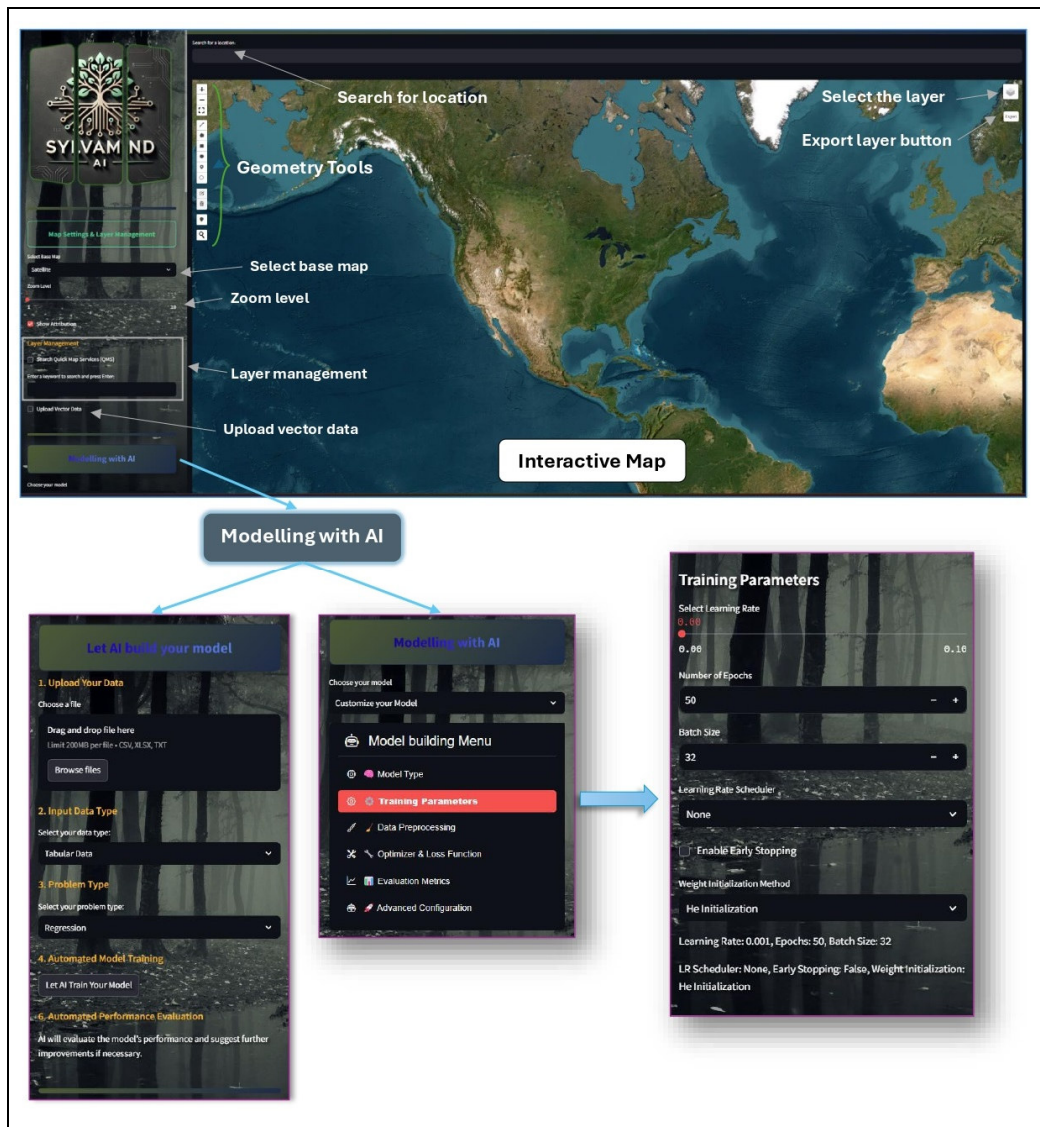 Search for a location
SYLVAMIND
AI
Search for location
Select the layer
Export
Export layer button
Geometry Tools
Map Settings & Layer Management
Select Base Map
Satellite
Select base map
Zoom Level
Zoom level
Show Attribution
Layer Management
Search Quick Map Services (QMS)
Layer management
Enter a keyword to search and press Enter:
Upload Vector Data
Upload vector data
Modelling with AI
Choose your model
Interactive Map
Modelling with AI
Let AI build your model
1. Upload Your Data
Choose a file
Drag and drop file here
Limit 200MB per file • CSV, XLSX, TXT
Browse files
2. Input Data Type
Select your data type:
Tabular Data
3. Problem Type
Select your problem type:
Regression
4. Automated Model Training
Let AI Train Your Model
6. Automated Performance Evaluation
AI will evaluate the model's performance and suggest further
improvements if necessary.
Modelling with AI
Choose your model
Customize your Model
Model building Menu
Model Type
Training Parameters
Data Preprocessing
Optimizer & Loss Function
Evaluation Metrics
Advanced Configuration
Training Parameters
Select Learning Rate
0.00
0.00 0.10
Number of Epochs
50 − +
Batch Size
32 − +
Learning Rate Scheduler
None
Enable Early Stopping
Weight Initialization Method
He Initialization
Learning Rate: 0.001, Epochs: 50, Batch Size: 32
LR Scheduler: None, Early Stopping: False, Weight Initialization:
He Initialization